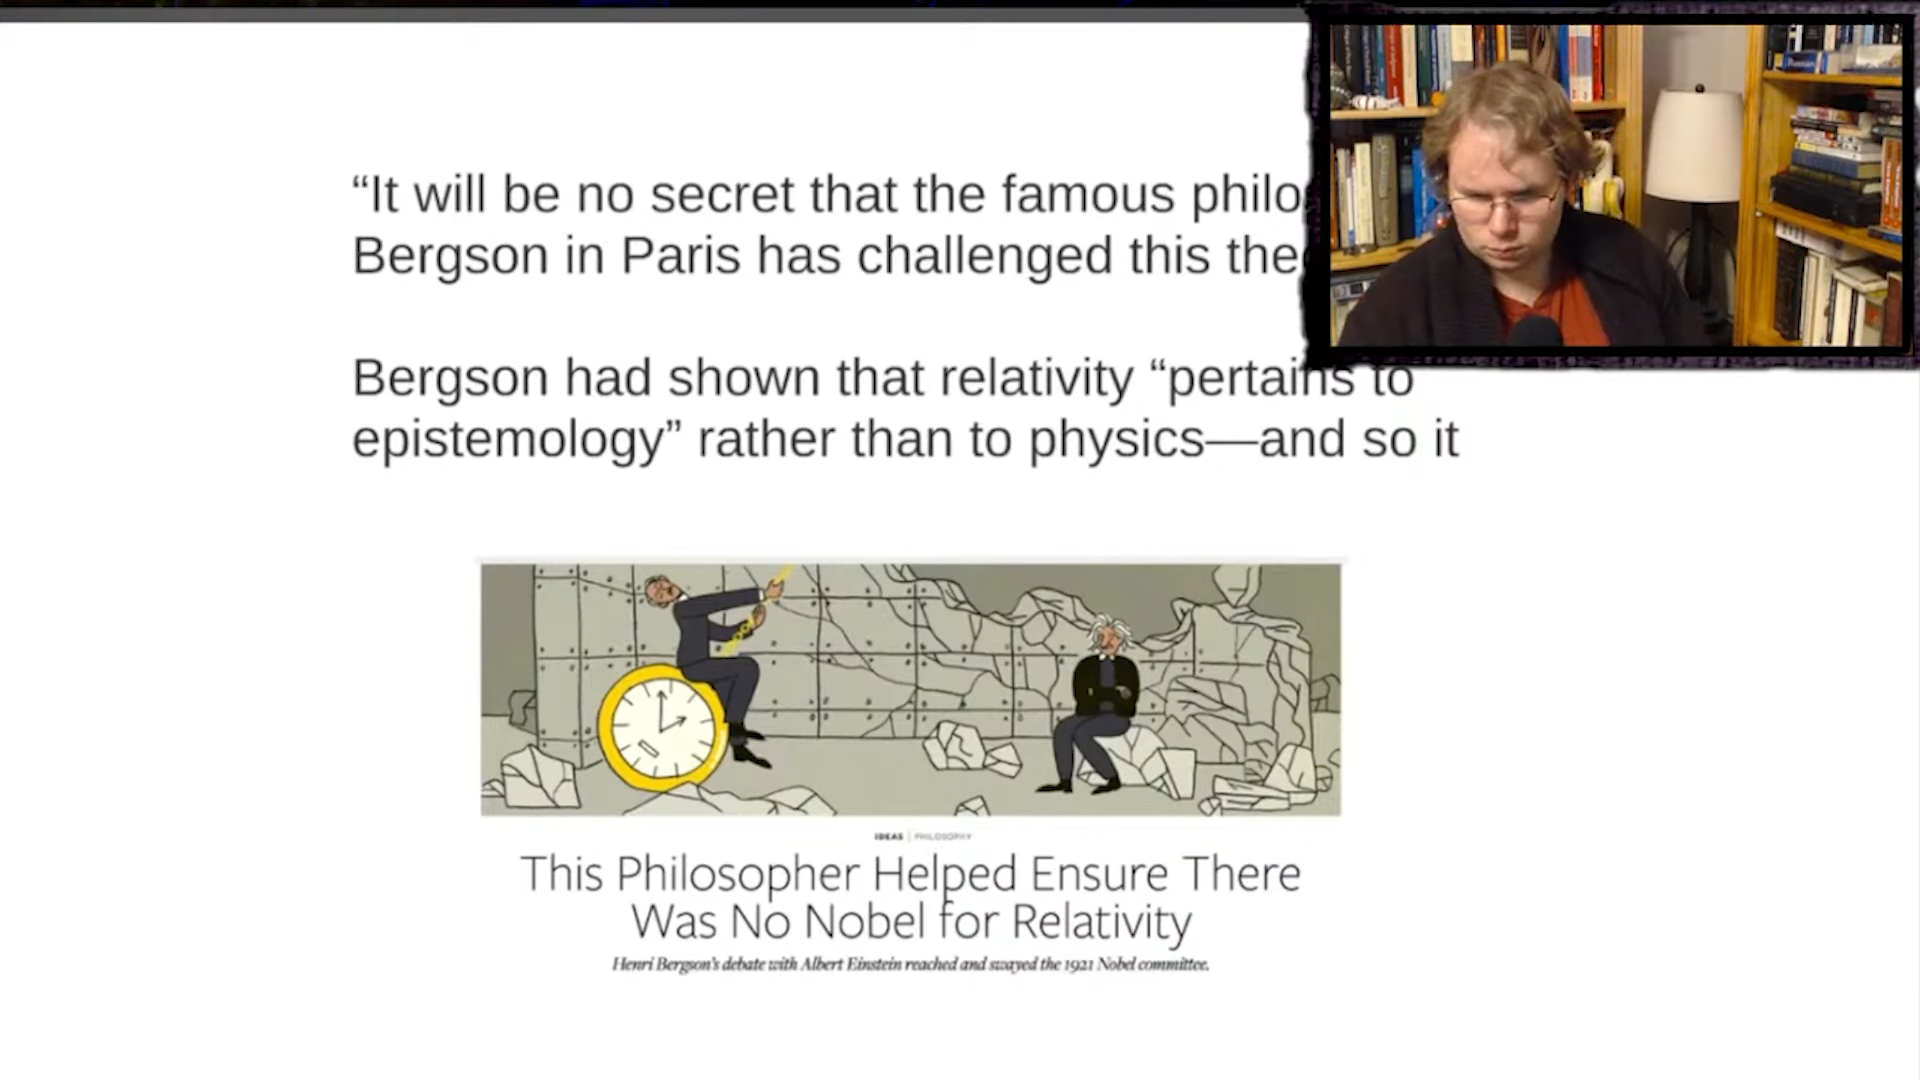 “It will be no secret that the famous
Bergson in Paris has challenged this
Bergson had shown that relativity “pertains to
epistemology” rather than to physics—and so it
IDEAS | PHILOSOPHY
This Philosopher Helped Ensure There
Was No Nobel for Relativity
Henri Bergson's debate with Albert Einstein reached and swayed the 1921 Nobel committee.
Russian